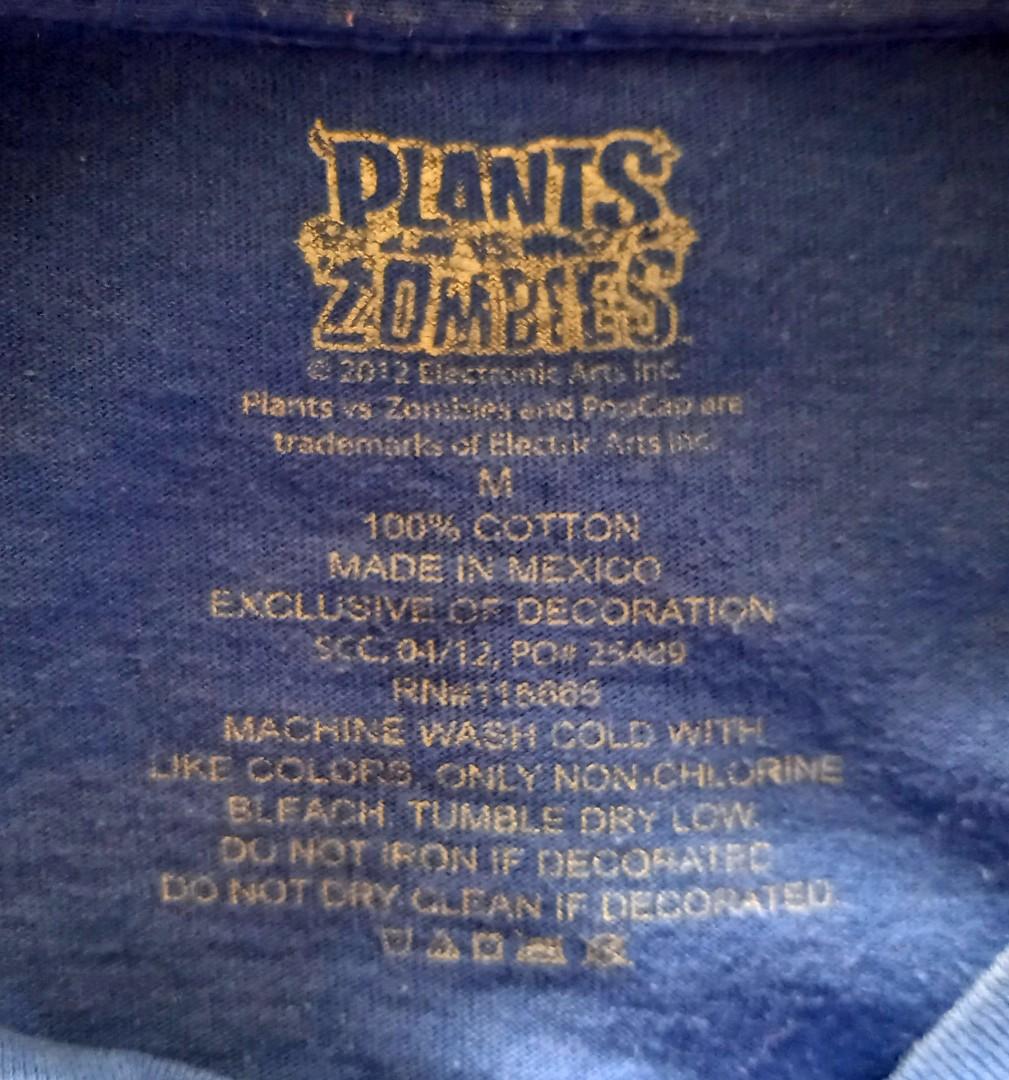 PLANTS
VS.
ZOMBIES
© 2012 Electronic Arts Inc.
Plants vs. Zombies and PopCap are
trademarks of Electric Arts Inc.
M
100% COTTON
MADE IN MEXICO
EXCLUSIVE OF DECORATION
SCC, 04/12, PO# 25489
RN#116665
MACHINE WASH COLD WITH
LIKE COLORS. ONLY NON-CHLORINE
BLEACH. TUMBLE DRY LOW.
DO NOT IRON IF DECORATED
DO NOT DRY CLEAN IF DECORATED.